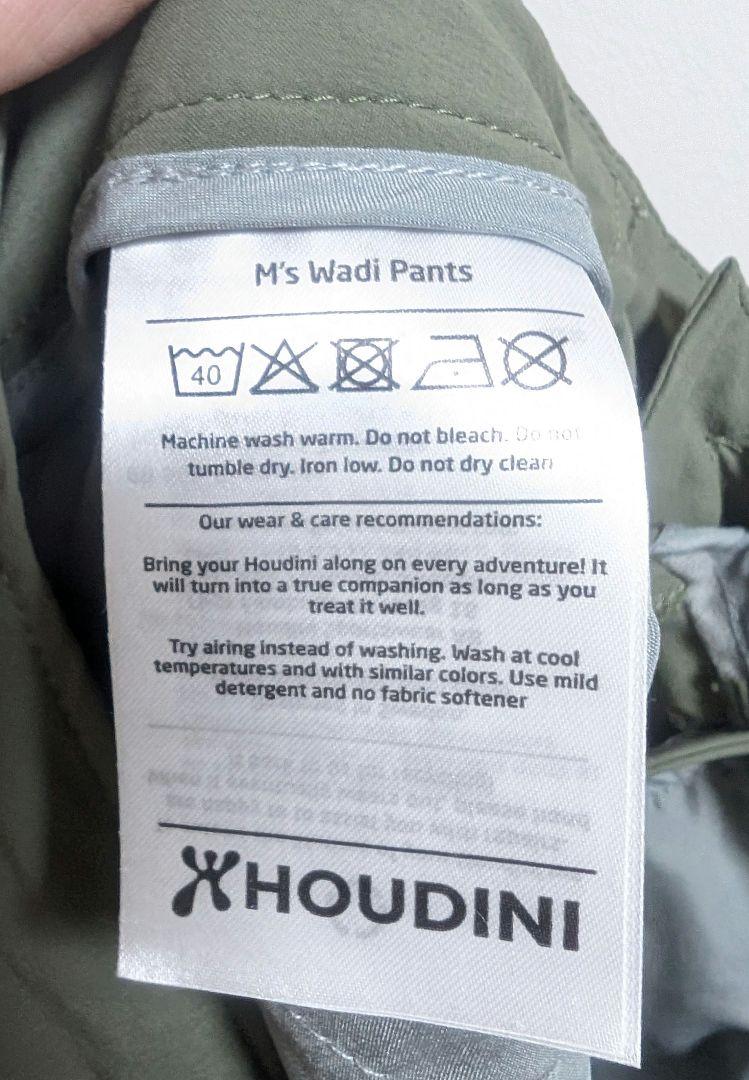 M's Wadi Pants
40
Machine wash warm. Do not bleach. Do not
tumble dry. Iron low. Do not dry clean
Our wear & care recommendations:
Bring your Houdini along on every adventure! It
will turn into a true companion as long as you
treat it well.
Try airing instead of washing. Wash at cool
temperatures and with similar colors. Use mild
detergent and no fabric softener
HOUDINI